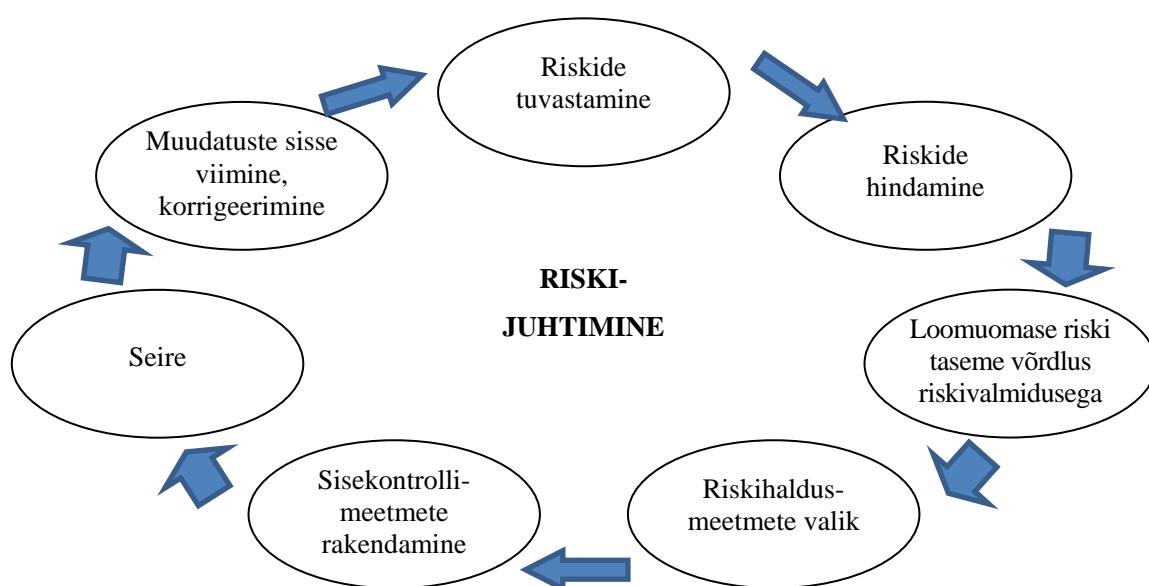 Riskide
tuvastamine
Riskide
hindamine
Loomuomase riski
taseme võrdlus
riskivalmidusega
Riskihaldus-
meetmete valik
Sisekontrolli-
meetmete
rakendamine
Seire
Muudatuste sisse
viimine,
korrigeerimine
RISKI-
JUHTIMINE